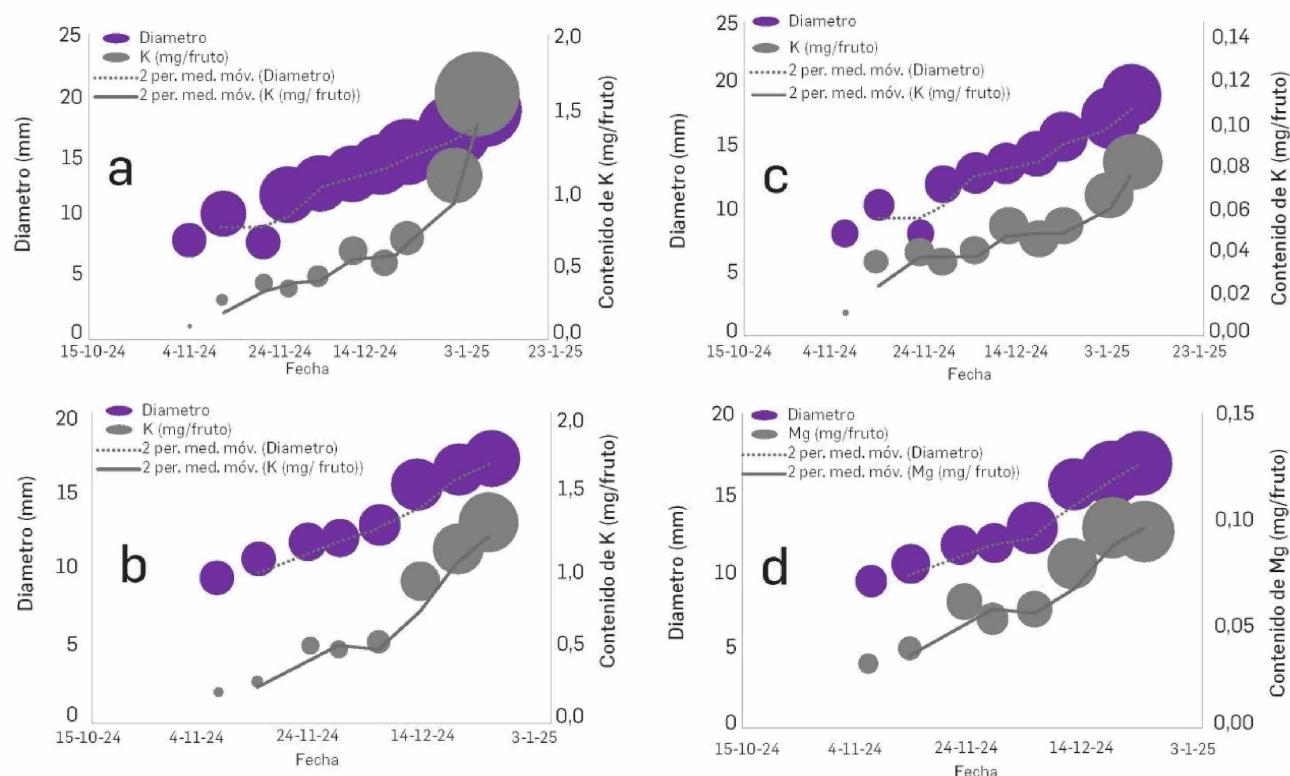 a
25
20
15
10
5
0
Diametro (mm)
Diametro
K (mg/fruto)
2 per. med. móv. (Diametro)
2 per. med. móv. (K (mg/ fruto))
2,0
1,5
1,0
0,5
0,0
Contenido de K (mg/fruto)
15-10-24 4-11-24 24-11-24 14-12-24 3-1-25 23-1-25
Fecha
c
25
20
15
10
5
0
Diametro (mm)
Diametro
K (mg/fruto)
2 per. med. móv. (Diametro)
2 per. med. móv. (K (mg/ fruto))
0,14
0,12
0,10
0,08
0,06
0,04
0,02
0,00
Contenido de K (mg/fruto)
15-10-24 4-11-24 24-11-24 14-12-24 3-1-25 23-1-25
Fecha
b
20
15
10
5
0
Diametro (mm)
Diametro
K (mg/fruto)
2 per. med. móv. (Diametro)
2 per. med. móv. (K (mg/ fruto))
2,0
1,5
1,0
0,5
0,0
Contenido de K (mg/fruto)
15-10-24 4-11-24 24-11-24 14-12-24 3-1-25
Fecha
d
20
15
10
5
0
Diametro (mm)
Diametro
Mg (mg/fruto)
2 per. med. móv. (Diametro)
2 per. med. móv. (Mg (mg/ fruto))
0,15
0,10
0,05
0,00
Contenido de Mg (mg/fruto)
15-10-24 4-11-24 24-11-24 14-12-24 3-1-25
Fecha